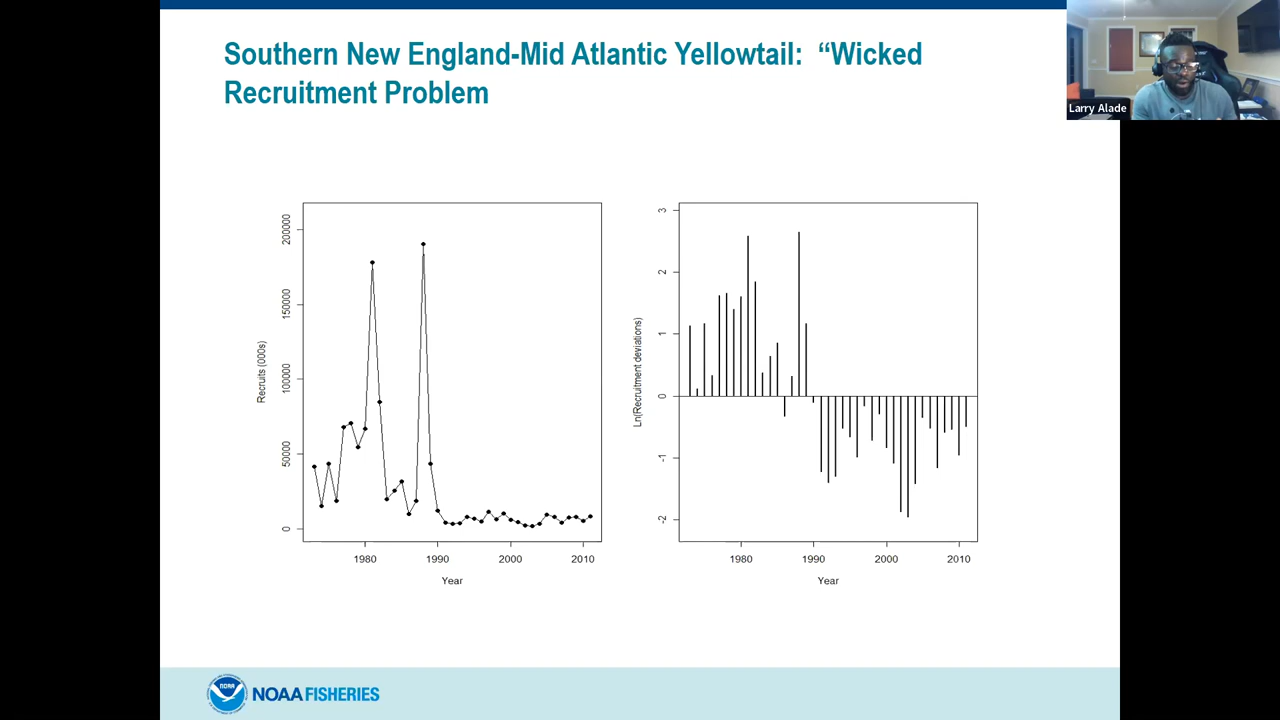 Southern New England-Mid Atlantic Yellowtail: “Wicked
Recruitment Problem
Larry Alade
Recruits (000s)
200000
150000
100000
50000
0
1980
1990
2000
2010
Year
Ln(Recruitment deviations)
3
2
1
0
-1
-2
1980
1990
2000
2010
Year
NOAA
NOAA FISHERIES